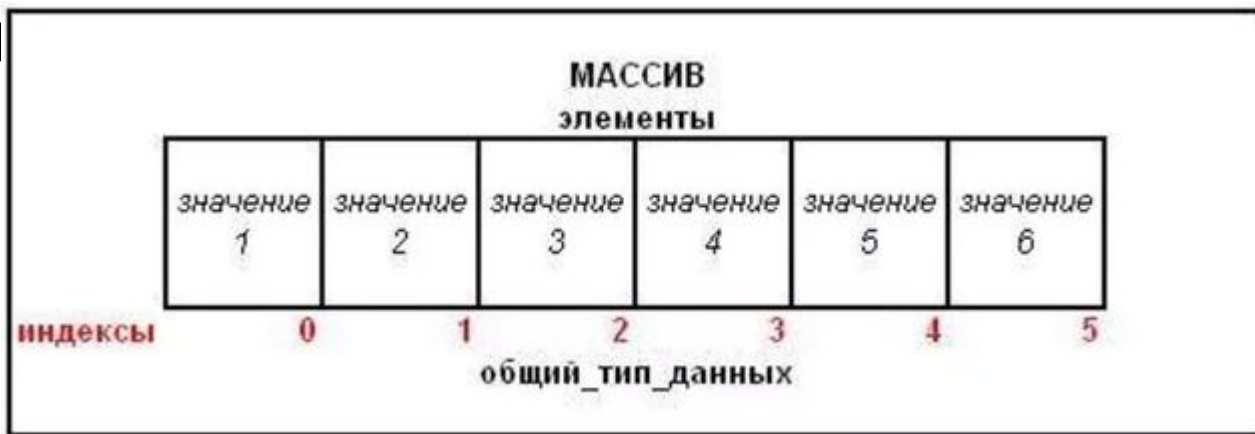 МАССИВ
элементы
значение значение значение значение значение значение
1 2 3 4 5 6
индексы 0 1 2 3 4 5
общий_тип_данных